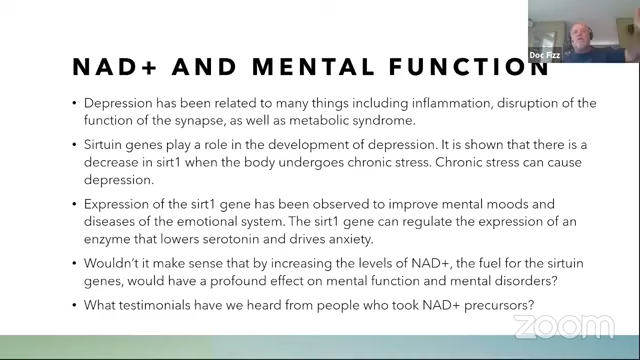 Doc Fizz
NAD+ AND MENTAL FUNCTION
• Depression has been related to many things including inflammation, disruption of the
function of the synapse, as well as metabolic syndrome.
• Sirtuin genes play a role in the development of depression. It is shown that there is a
decrease in sirt1 when the body undergoes chronic stress. Chronic stress can cause
depression.
• Expression of the sirt1 gene has been observed to improve mental moods and
diseases of the emotional system. The sirt1 gene can regulate the expression of an
enzyme that lowers serotonin and drives anxiety.
• Wouldn't it make sense that by increasing the levels of NAD+, the fuel for the sirtuin
genes, would have a profound effect on mental function and mental disorders?
• What testimonials have we heard from people who took NAD+ precursors?
zoom